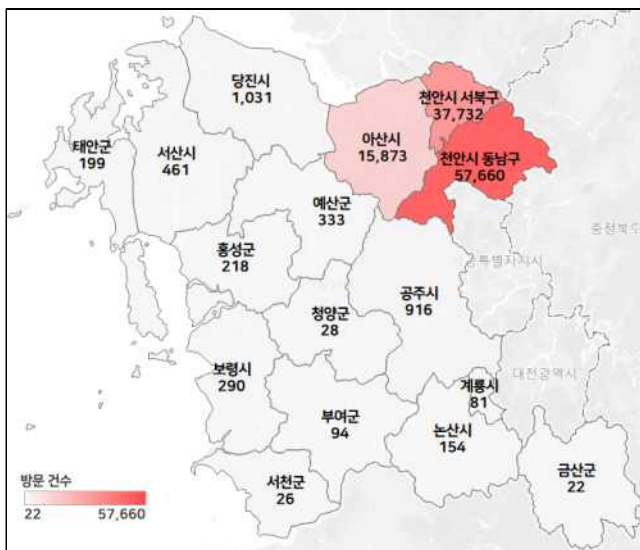 당진시
1,031
천안시 서북구
37,732
아산시
15,873
천안시 동남구
57,660
태안군
199
서산시
461
예산군
333
홍성군
218
충청북도
특별자치시
공주시
916
청양군
28
보령시
290
대전광역시
계룡시
81
부여군
94
논산시
154
금산군
22
서천군
26
방문 건수
22 57,660